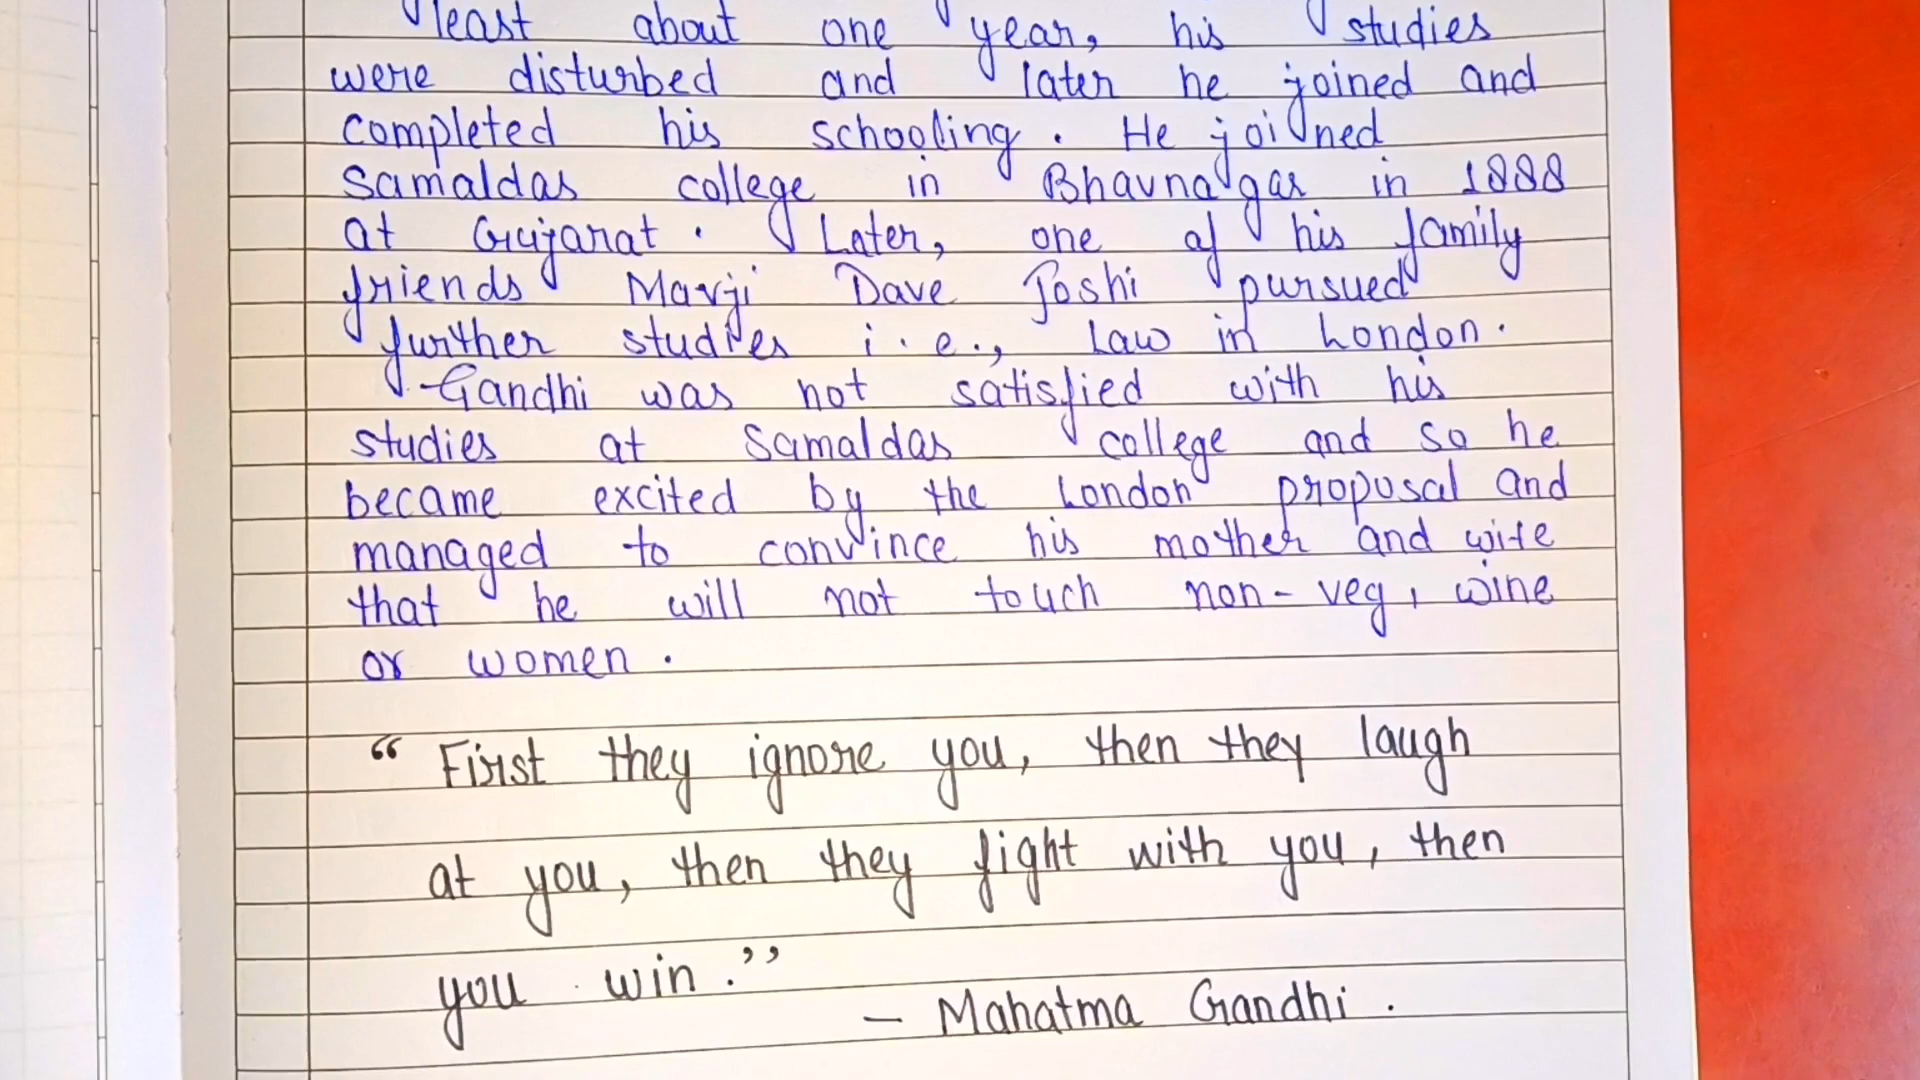 least about one year, his studies
were disturbed and later he joined and
completed his schooling. He joined
Samaldas college in Bhavnagar in 1888
at Gujarat. Later, one of his family
friends Mavji Dave Joshi pursued
further studies i.e., Law in London.
Gandhi was not satisfied with his
studies at Samaldas college and so he
became excited by the London proposal and
managed to convince his mother and wife
that he will not touch non-veg, wine
or women.
“First they ignore you, then they laugh
at you, then they fight with you, then
you win.”
– Mahatma Gandhi.